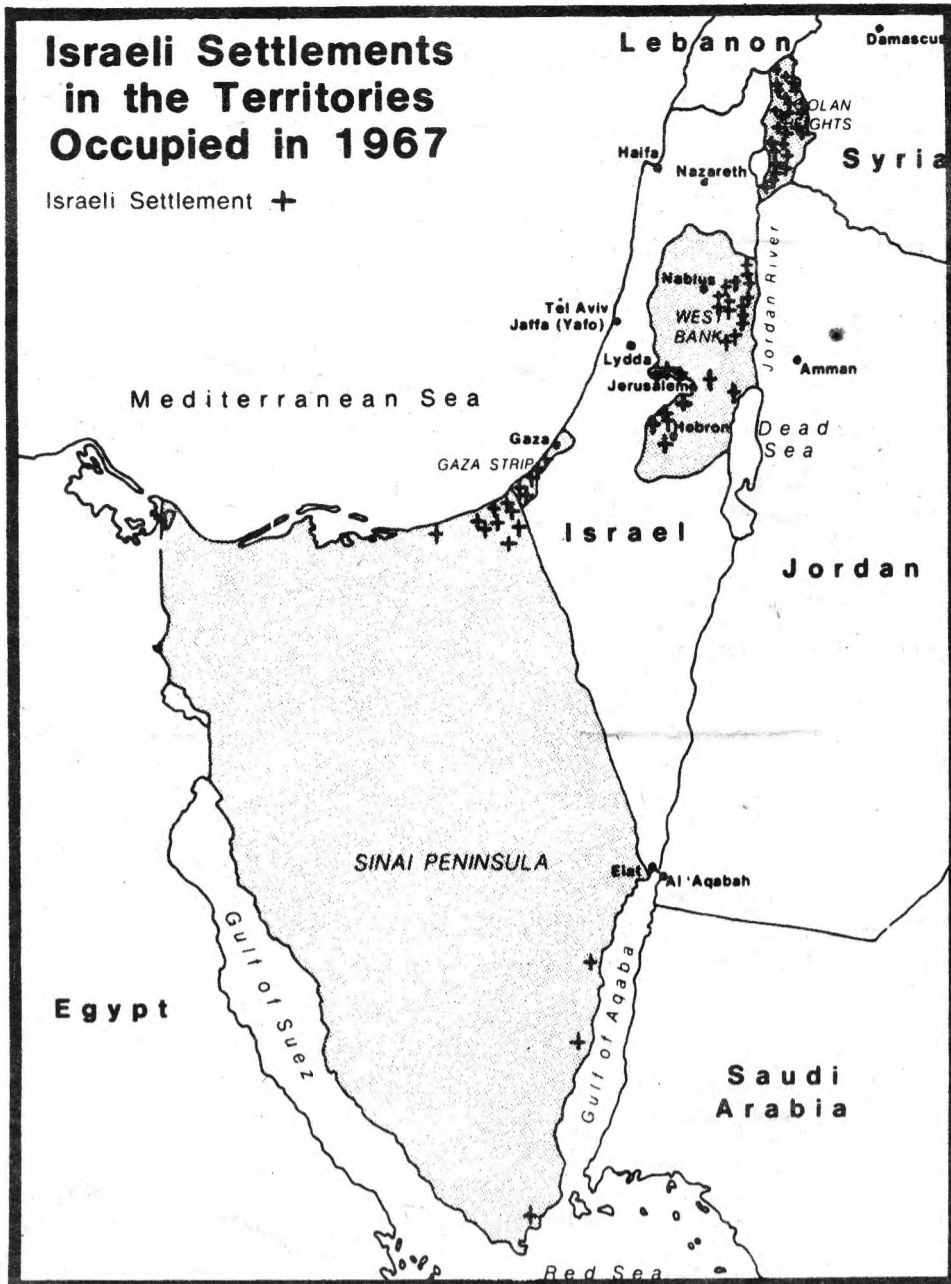 Israeli Settlements
in the Territories
Occupied in 1967
Israeli Settlement +
Lebanon
Damascus
GOLAN
HEIGHTS
Syria
Haifa
Nazareth
Jordan River
Nablus
WEST
BANK
Tel Aviv
Jaffa (Yafo)
Lydda
Amman
Jerusalem
Mediterranean Sea
Hebron
Dead
Sea
Gaza
GAZA STRIP
Israel
Jordan
SINAI PENINSULA
Elat
Al 'Aqabah
Gulf of Suez
Gulf of Aqaba
Egypt
Saudi
Arabia
Red Sea